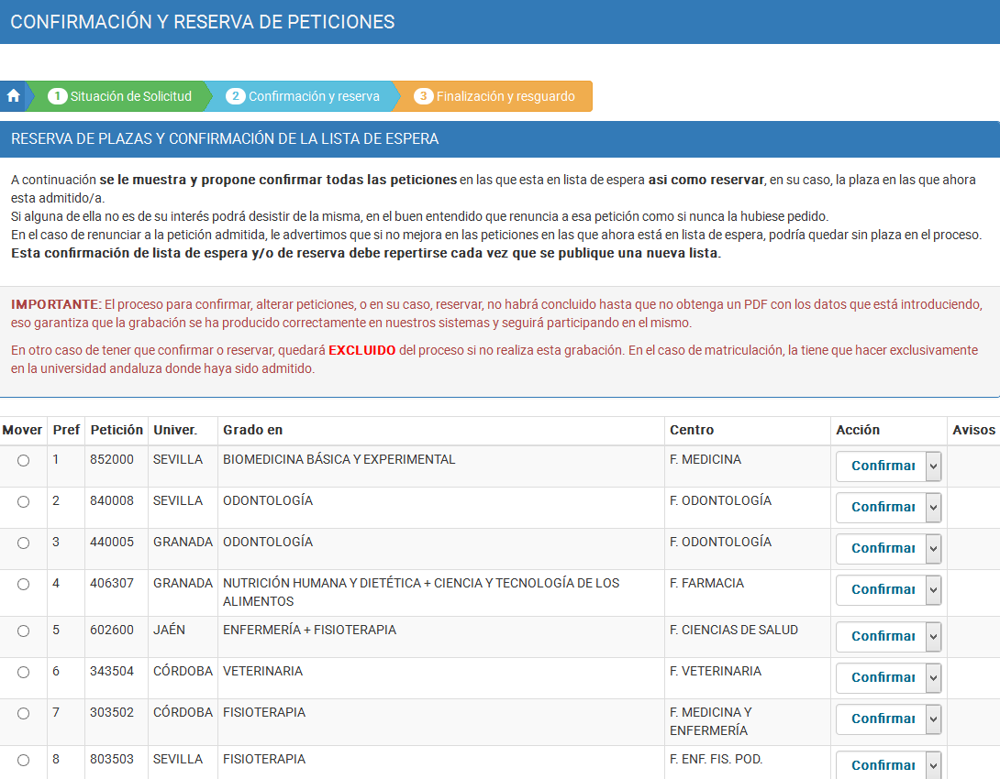 CONFIRMACIÓN Y RESERVA DE PETICIONES
1 Situación de Solicitud 2 Confirmación y reserva 3 Finalización y resguardo
RESERVA DE PLAZAS Y CONFIRMACIÓN DE LA LISTA DE ESPERA
A continuación se le muestra y propone confirmar todas las peticiones en las que esta en lista de espera asi como reservar, en su caso, la plaza en las que ahora
esta admitido/a.
Si alguna de ella no es de su interés podrá desistir de la misma, en el buen entendido que renuncia a esa petición como si nunca la hubiese pedido.
En el caso de renunciar a la petición admitida, le advertimos que si no mejora en las peticiones en las que ahora está en lista de espera, podría quedar sin plaza en el proceso.
Esta confirmación de lista de espera y/o de reserva debe repertirse cada vez que se publique una nueva lista.
IMPORTANTE: El proceso para confirmar, alterar peticiones, o en su caso, reservar, no habrá concluido hasta que no obtenga un PDF con los datos que está introduciendo,
eso garantiza que la grabación se ha producido correctamente en nuestros sistemas y seguirá participando en el mismo.
En otro caso de tener que confirmar o reservar, quedará EXCLUIDO del proceso si no realiza esta grabación. En el caso de matriculación, la tiene que hacer exclusivamente
en la universidad andaluza donde haya sido admitido.
Mover Pref Petición Univer. Grado en Centro Acción Avisos
1 852000 SEVILLA BIOMEDICINA BÁSICA Y EXPERIMENTAL F. MEDICINA Confirmar
2 840008 SEVILLA ODONTOLOGÍA F. ODONTOLOGÍA Confirmar
3 440005 GRANADA ODONTOLOGÍA F. ODONTOLOGÍA Confirmar
4 406307 GRANADA NUTRICIÓN HUMANA Y DIETÉTICA + CIENCIA Y TECNOLOGÍA DE LOS F. FARMACIA Confirmar
ALIMENTOS
5 602600 JAÉN ENFERMERÍA + FISIOTERAPIA F. CIENCIAS DE SALUD Confirmar
6 343504 CÓRDOBA VETERINARIA F. VETERINARIA Confirmar
7 303502 CÓRDOBA FISIOTERAPIA F. MEDICINA Y Confirmar
ENFERMERÍA
8 803503 SEVILLA FISIOTERAPIA F. ENF. FIS. POD. Confirmar